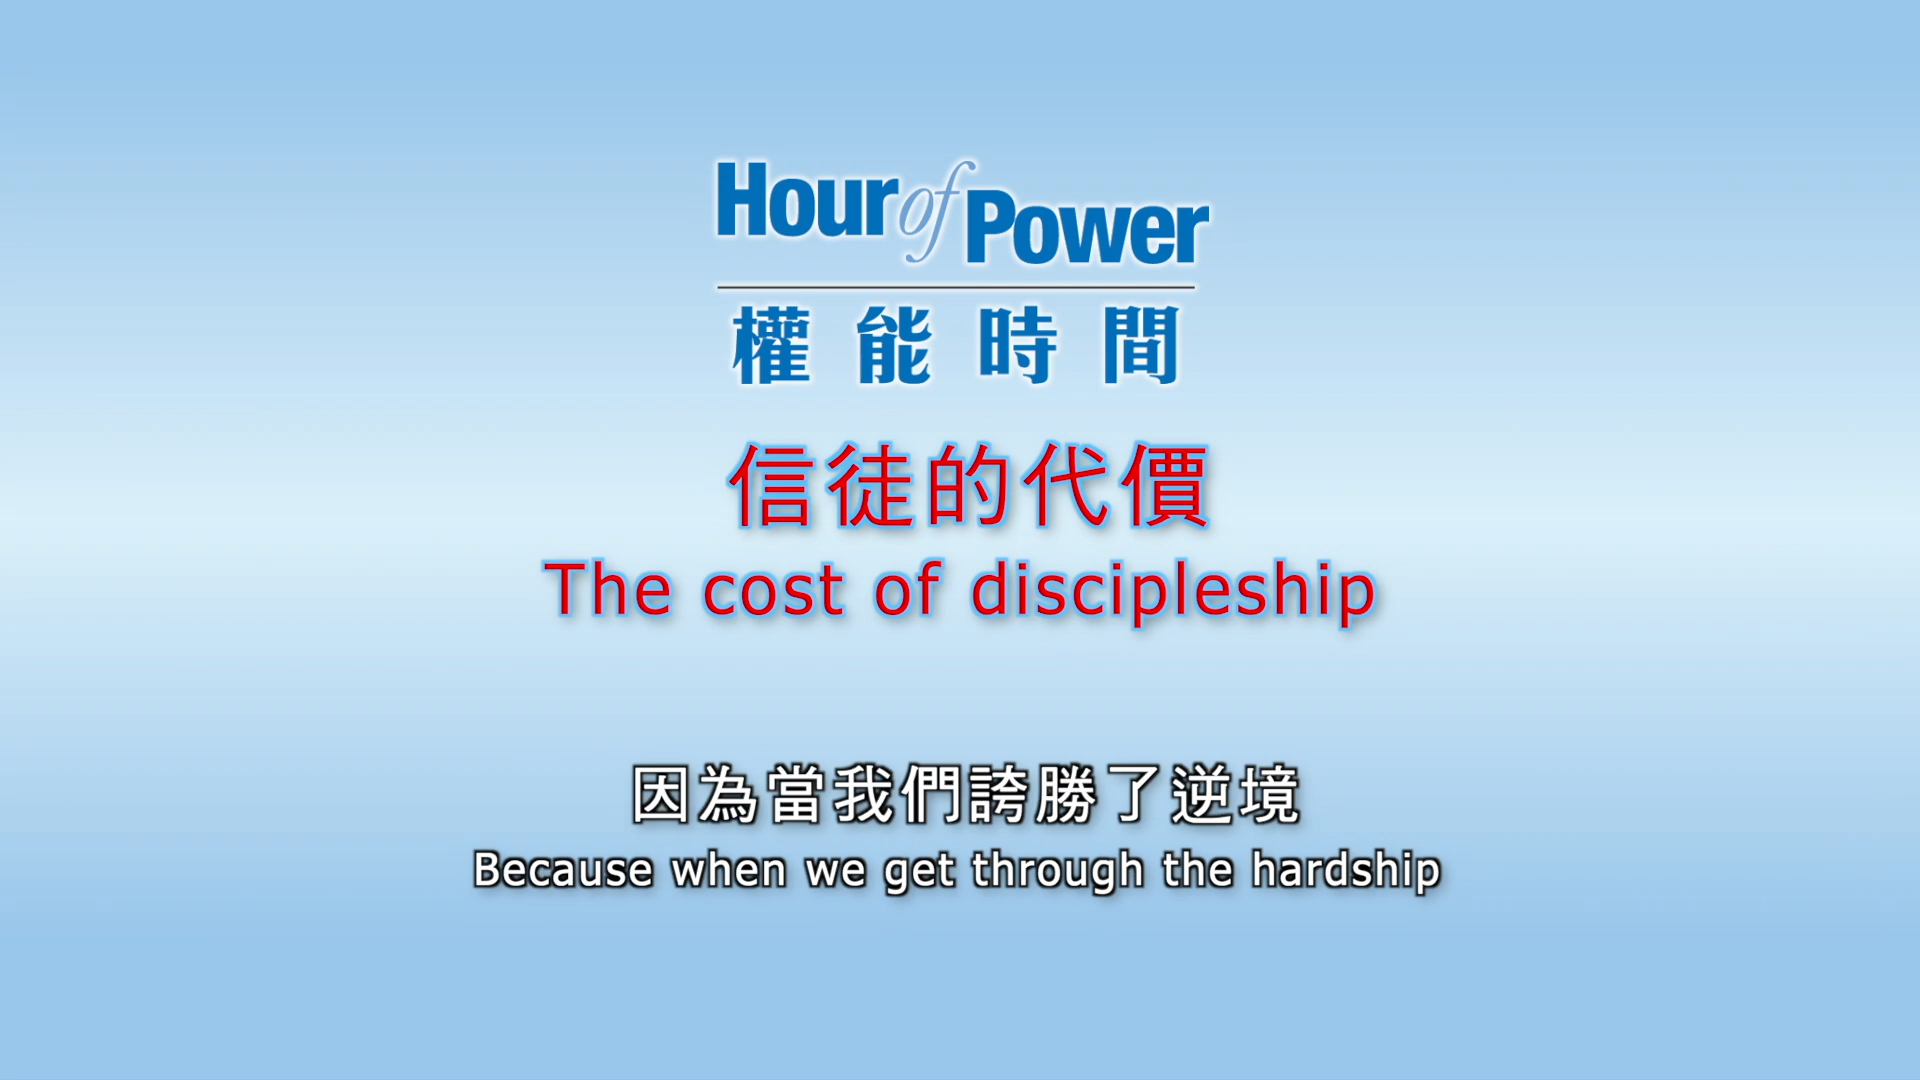 Hour of Power
權能時間
信徒的代價
The cost of discipleship
因為當我們誇勝了逆境
Because when we get through the hardship